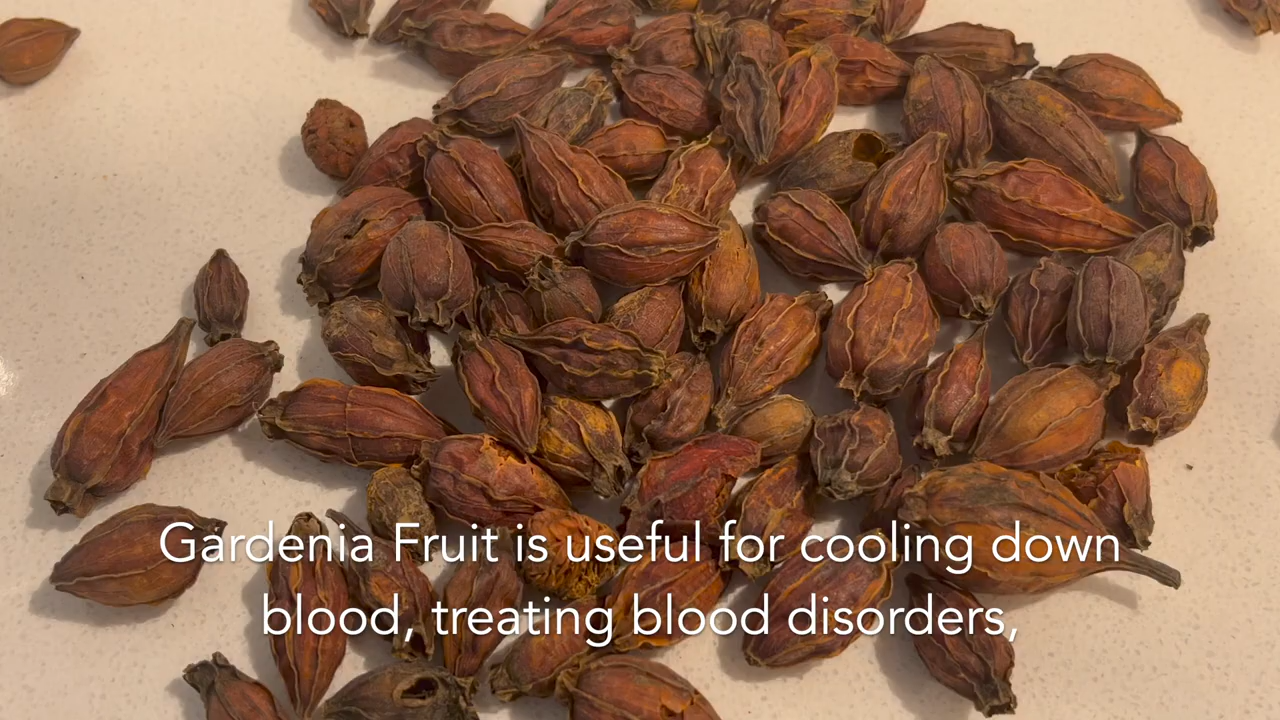 Gardenia Fruit is useful for cooling down
blood, treating blood disorders,